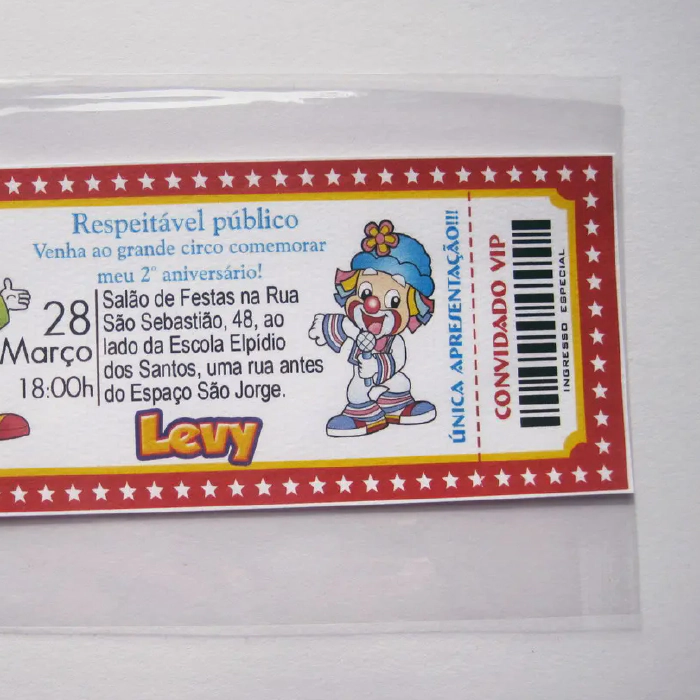 Respeitável público
Venha ao grande circo comemorar
meu 2º aniversário!
28
Março
18:00h
Salão de Festas na Rua
São Sebastião, 48, ao
lado da Escola Elpídio
dos Santos, uma rua antes
do Espaço São Jorge.
Levy
ÚNICA APRESENTAÇÃO!!!
CONVIDADO VIP
INGRESSO ESPECIAL